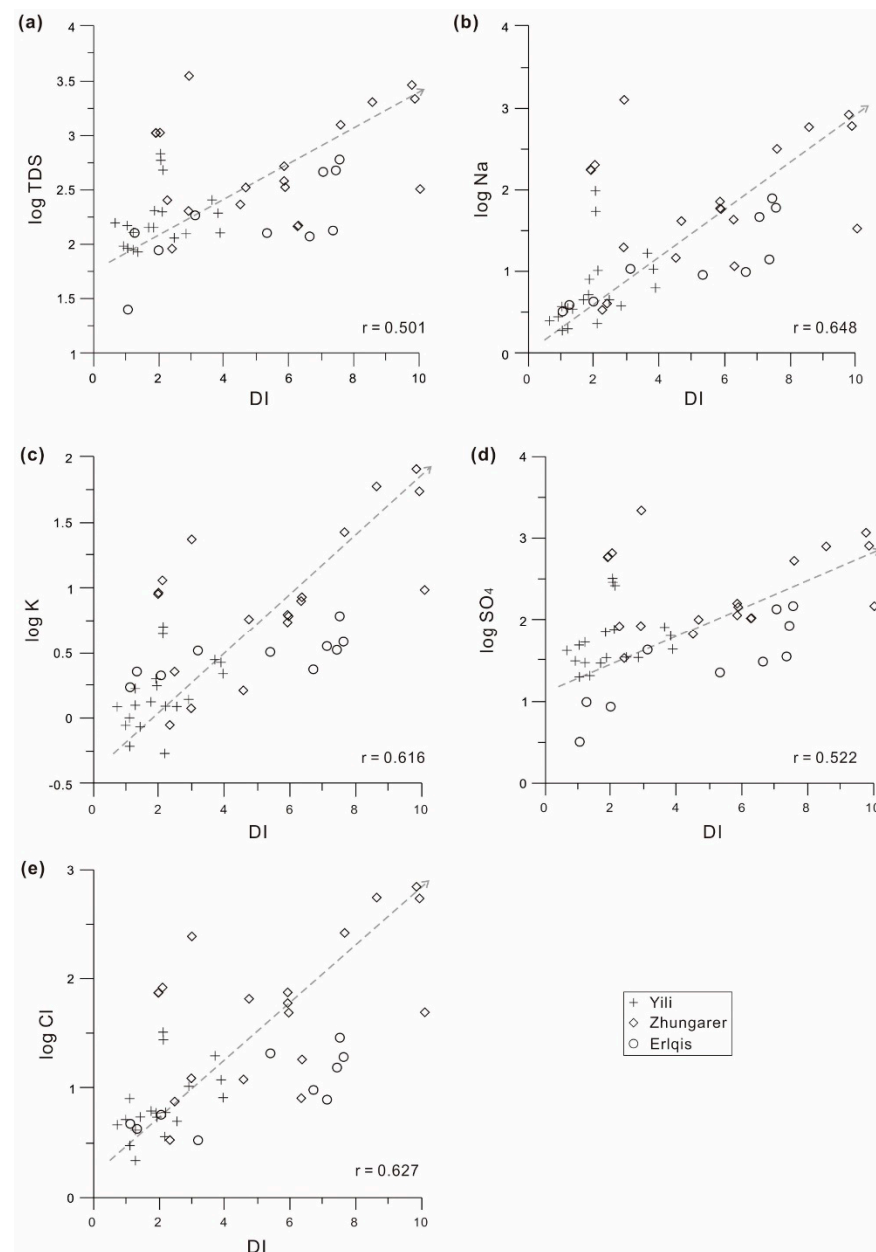 (a)
4
3.5
3
2.5
2
1.5
1
log TDS
0
2
4
6
8
10
DI
r = 0.501
(b)
4
3
2
1
0
log Na
0
2
4
6
8
10
DI
r = 0.648
(c)
2
1.5
1
0.5
0
-0.5
log K
0
2
4
6
8
10
DI
r = 0.616
(d)
4
3
2
1
0
log SO₄
0
2
4
6
8
10
DI
r = 0.522
(e)
3
2
1
0
log Cl
0
2
4
6
8
10
DI
r = 0.627
Yili
Zhungarer
Erlqis